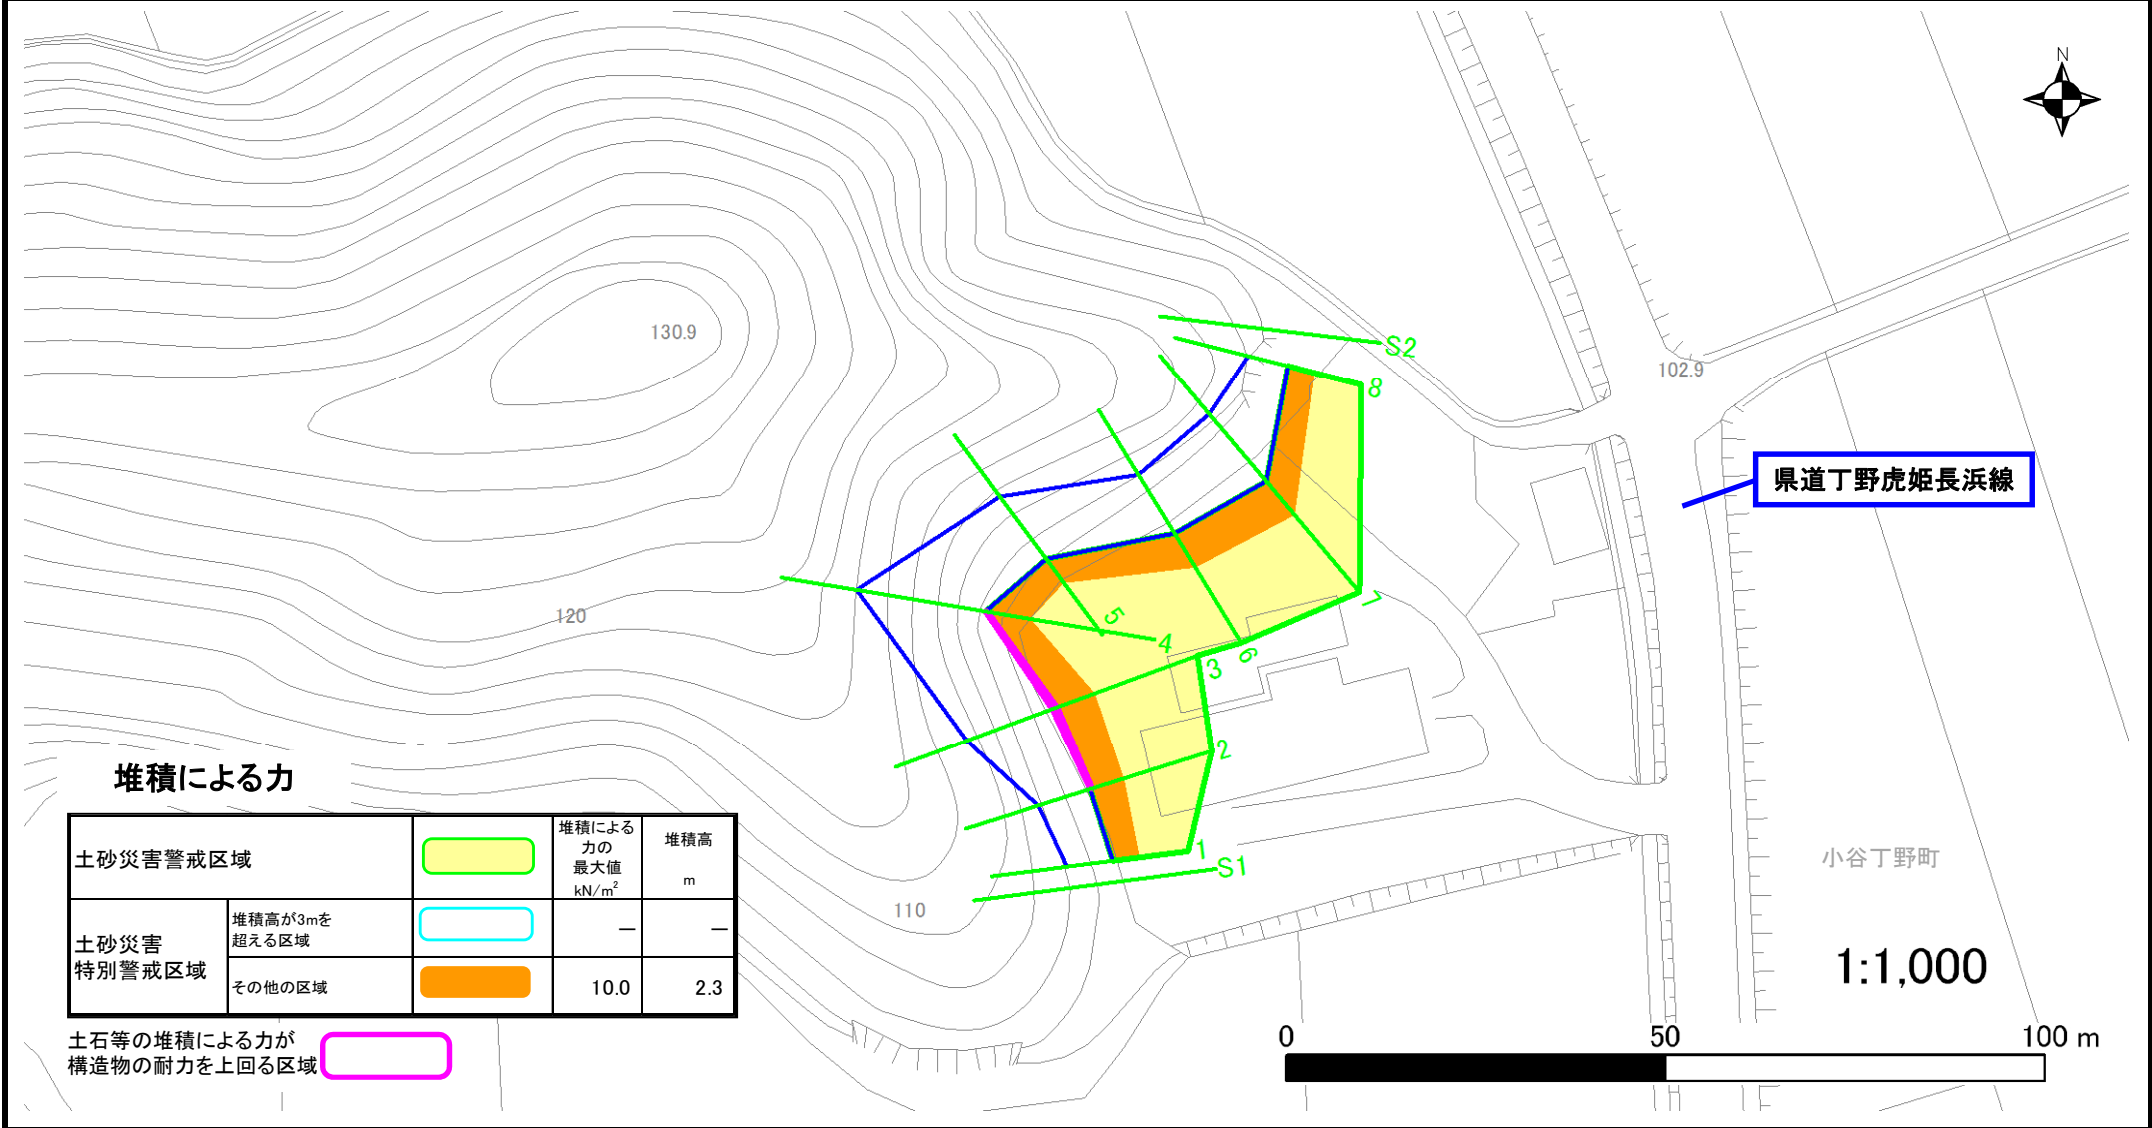 N
130.9
S2
102.9
8
県道丁野虎姫長浜線
120
5
4
7
6
3
2
1
S1
110
小谷丁野町
1:1,000
0 50 100 m
堆積による力
土砂災害警戒区域
堆積による
力の
最大値
kN/m²
堆積高
m
土砂災害
特別警戒区域
堆積高が3mを
超える区域
— —
その他の区域
10.0 2.3
土石等の堆積による力が
構造物の耐力を上回る区域